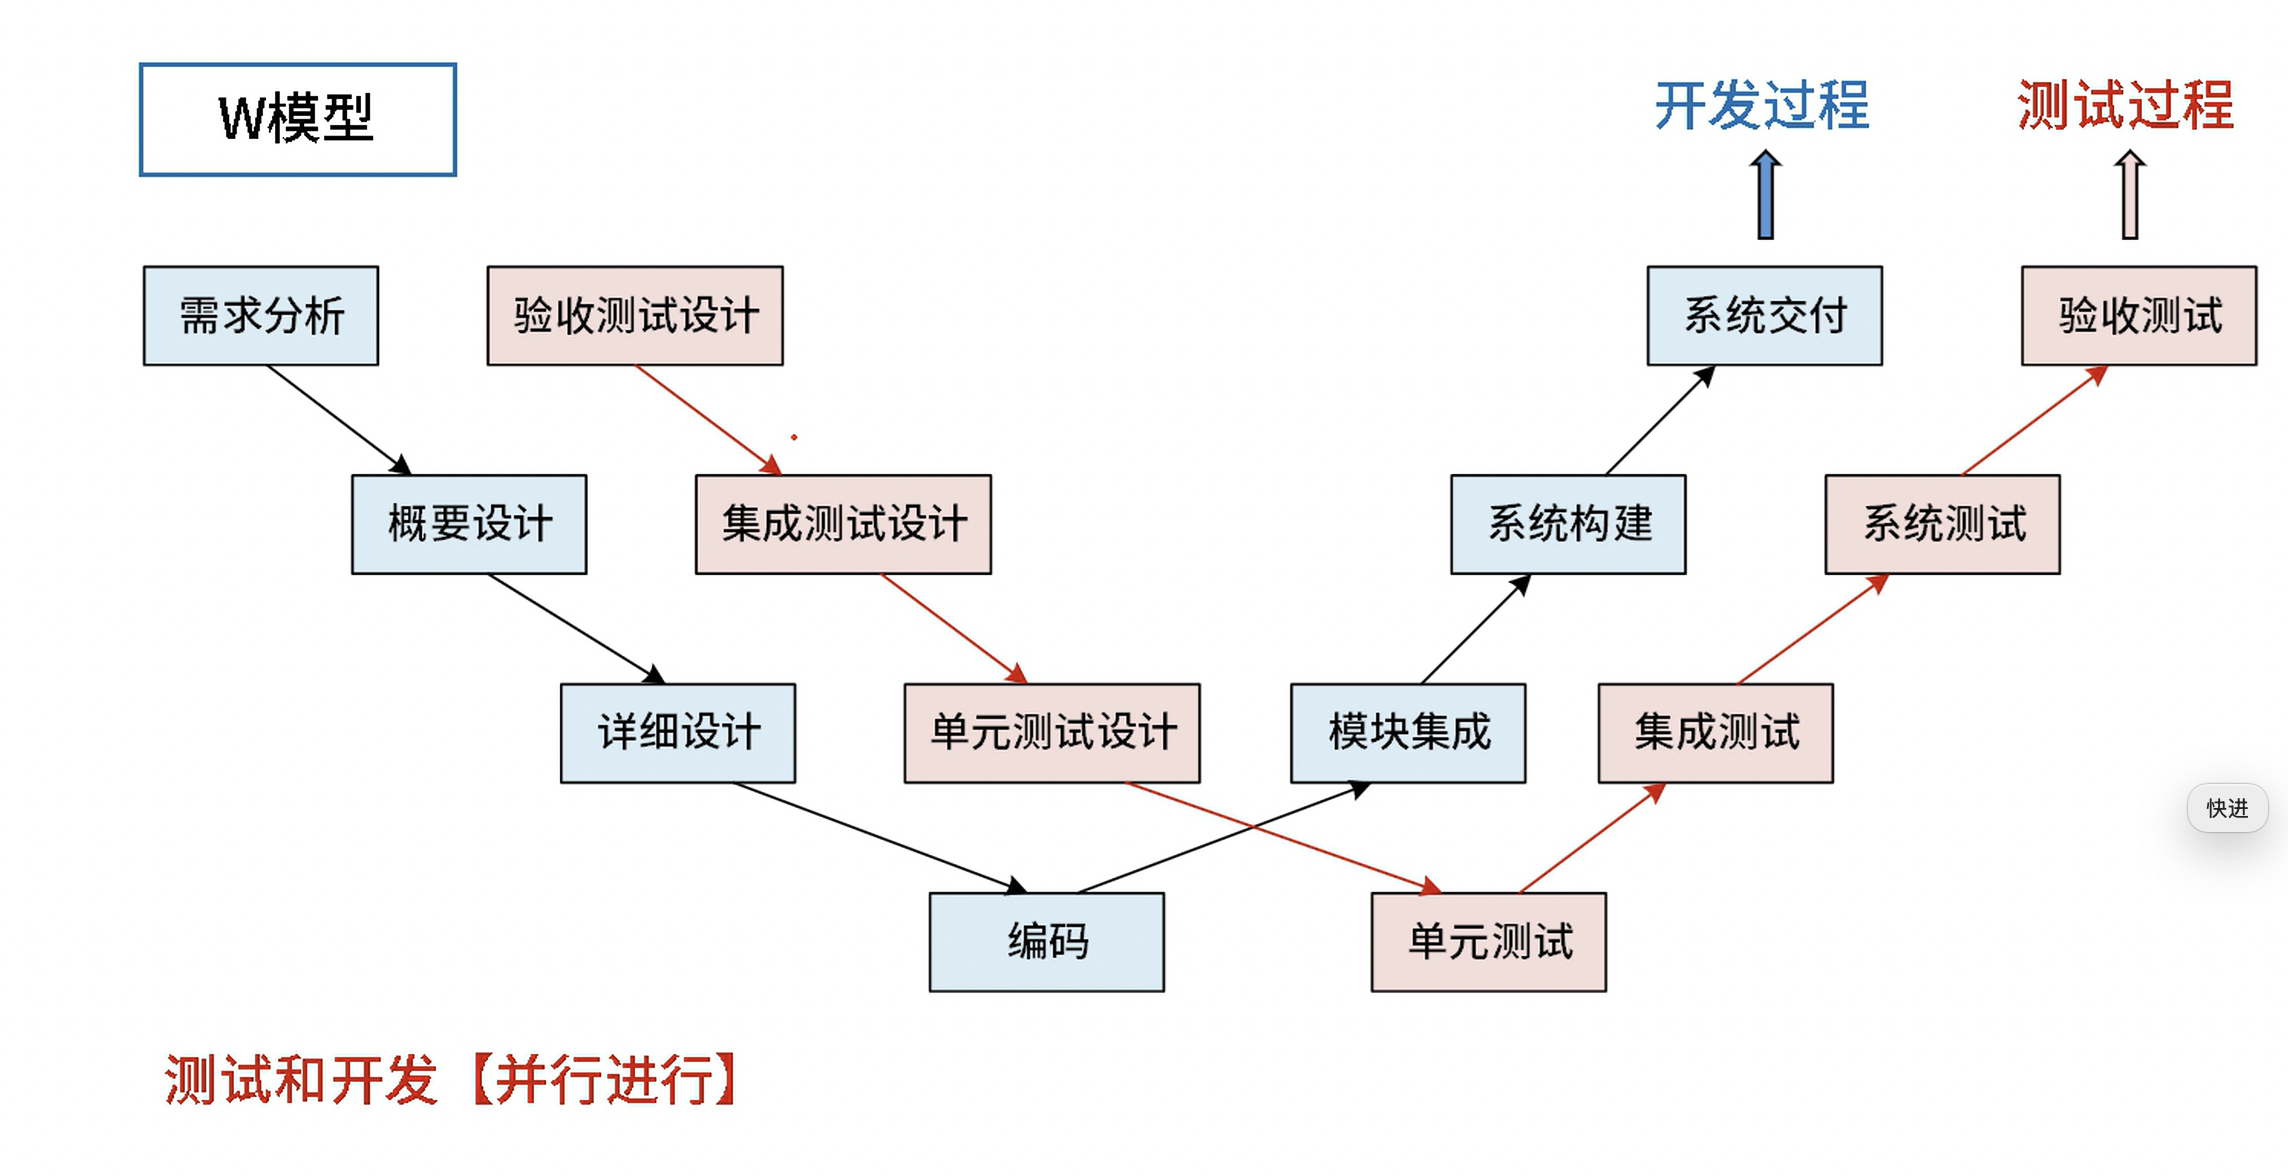 W模型
开发过程
测试过程
需求分析
验收测试设计
系统交付
验收测试
概要设计
集成测试设计
系统构建
系统测试
详细设计
单元测试设计
模块集成
集成测试
快进
编码
单元测试
测试和开发【并行进行】